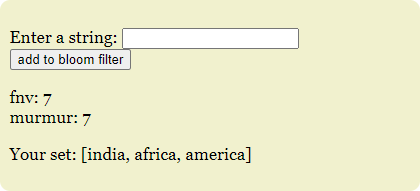 Enter a string:
add to bloom filter
fnv: 7
murmur: 7
Your set: [india, africa, america]